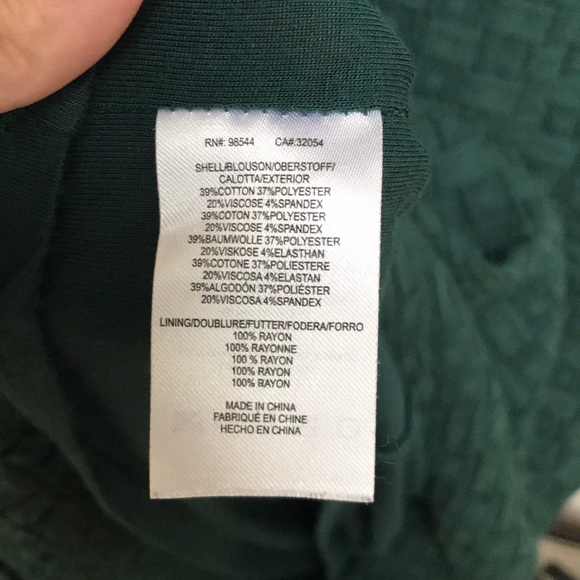 RN#: 98544 CA#:32054
SHELL/BLOUSON/OBERSTOFF/
CALOTTA/EXTERIOR
39%COTTON 37%POLYESTER
20%VISCOSE 4%SPANDEX
39%COTON 37%POLYESTER
20%VISCOSE 4%SPANDEX
39%BAUMWOLLE 37%POLYESTER
20%VISKOSE 4%ELASTHAN
39%COTONE 37%POLIESTERE
20%VISCOSA 4%ELASTAN
39%ALGODÓN 37%POLIÉSTER
20%VISCOSA 4%SPANDEX
LINING/DOUBLURE/FUTTER/FODERA/FORRO
100% RAYON
100% RAYONNE
100 % RAYON
100% RAYON
100% RAYON
MADE IN CHINA
FABRIQUÉ EN CHINE
HECHO EN CHINA